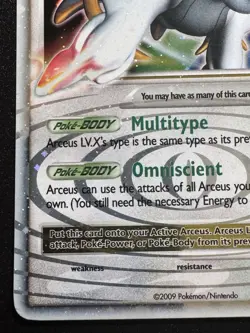 You may have as many of this car
Poké-BODY Multitype
Arceus LV.X's type is the same type as its prev
Poké-BODY Omniscient
Arceus can use the attacks of all Arceus you
own. (You still need the necessary Energy to
Put this card onto your Active Arceus. Arceus L
attack, Poké-Power, or Poké-Body from its prev
weakness resistance
©2009 Pokémon/Nintendo